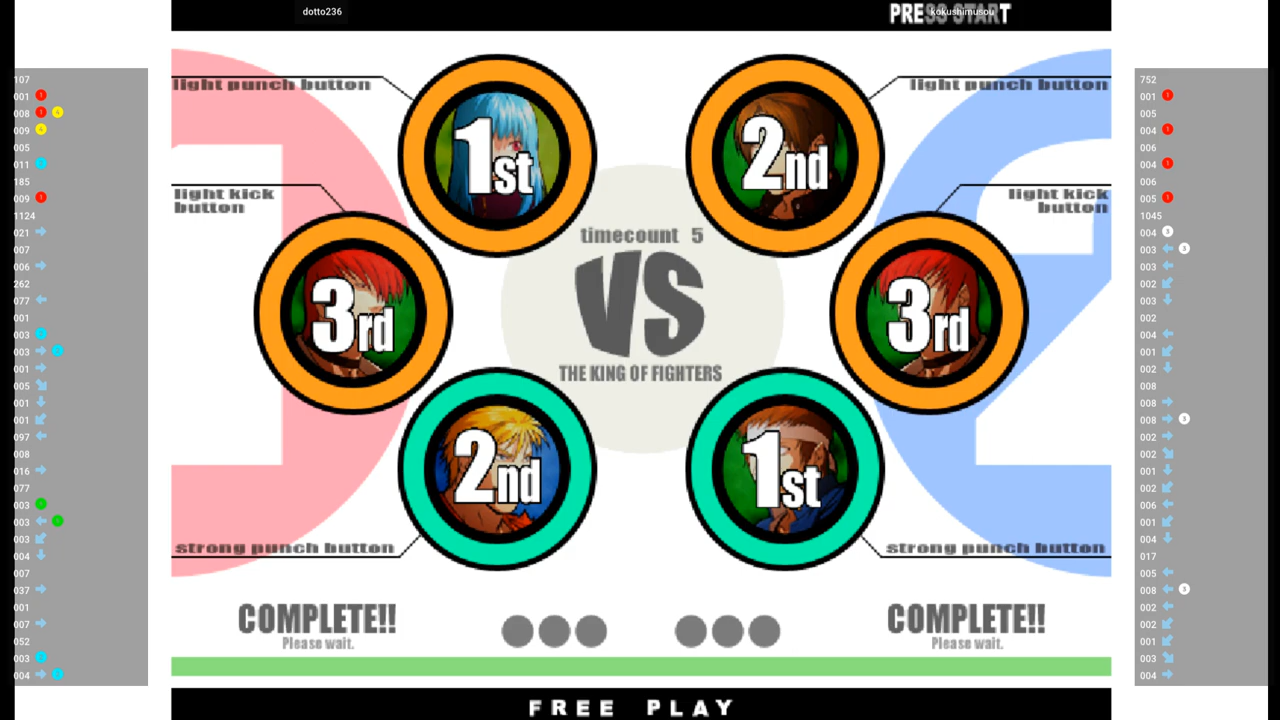 dotto236
kokushimusou
PRESS START
light punch button
light punch button
1st
2nd
light kick
button
light kick
button
timecount 5
VS
THE KING OF FIGHTERS
3rd
3rd
2nd
1st
strong punch button
strong punch button
COMPLETE!!
Please wait.
COMPLETE!!
Please wait.
FREE PLAY
107
001
008
009
005
011
185
009
1124
021
007
006
262
077
001
003
003
001
005
001
001
097
008
016
077
003
003
003
004
007
037
001
007
052
003
004
752
001
005
004
006
004
006
005
1045
004
003
003
002
003
002
004
001
002
008
008
008
002
002
001
002
006
001
004
017
005
008
002
002
001
003
004